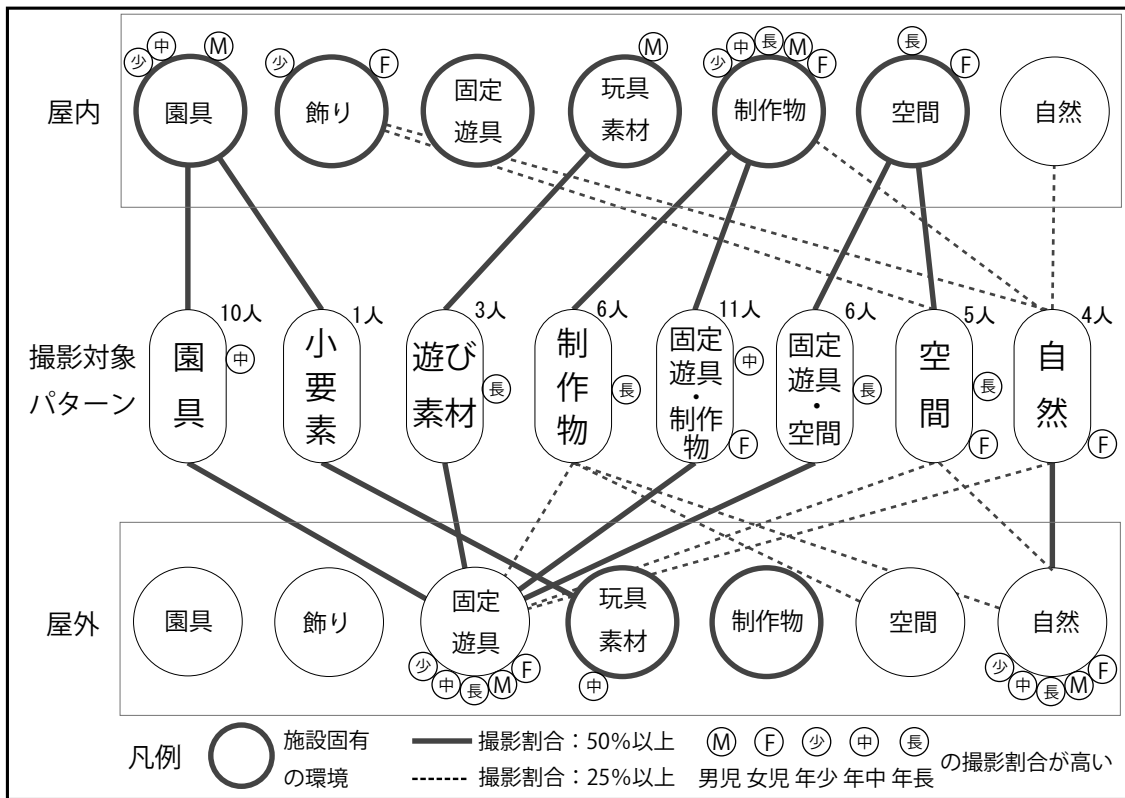 少 中 M 少 F M 少 中 長 M F 長 F
屋内
園具
飾り
固定
遊具
玩具
素材
制作物
空間
自然
10人 1人 3人 6人 11人 6人 5人 4人
撮影対象
パターン
園具
中
小要素
遊び
素材
長
制作物
長
固定
遊具
・
制作
物
中
F
固定
遊具
・
空間
長
空間
長
F
自然
F
屋外
園具
飾り
固定
遊具
玩具
素材
制作物
空間
自然
少 中 長 M F 中 少 中 長 M F
凡例
施設固有
の環境
撮影割合：50%以上
撮影割合：25%以上
M F 少 中 長
男児 女児 年少 年中 年長
の撮影割合が高い